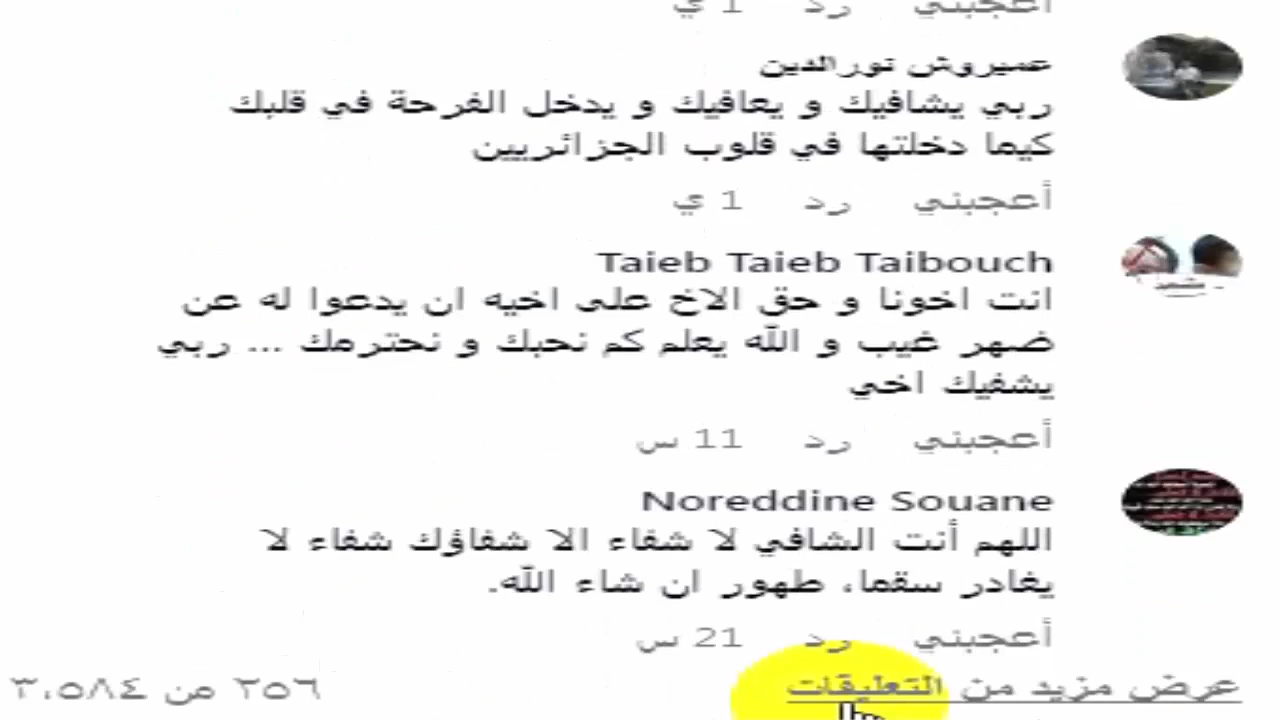 أعجبني رد 1 ي
عميروش نورالدين
ربي يشافيك و يعافيك و يدخل الفرحة في قلبك
كيما دخلتها في قلوب الجزائريين
أعجبني رد 1 ي
Taieb Taieb Taibouch
انت اخونا و حق الاخ على اخيه ان يدعوا له عن
ضهر غيب و الله يعلم كم نحبك و نحترمك ... ربي
يشفيك اخي
أعجبني رد 11 س
Noreddine Souane
اللهم أنت الشافي لا شفاء الا شفاؤك شفاء لا
يغادر سقما، طهور ان شاء الله.
أعجبني رد 21 س
عرض مزيد من التعليقات ٢٥٦ من ٣،٥٨٤